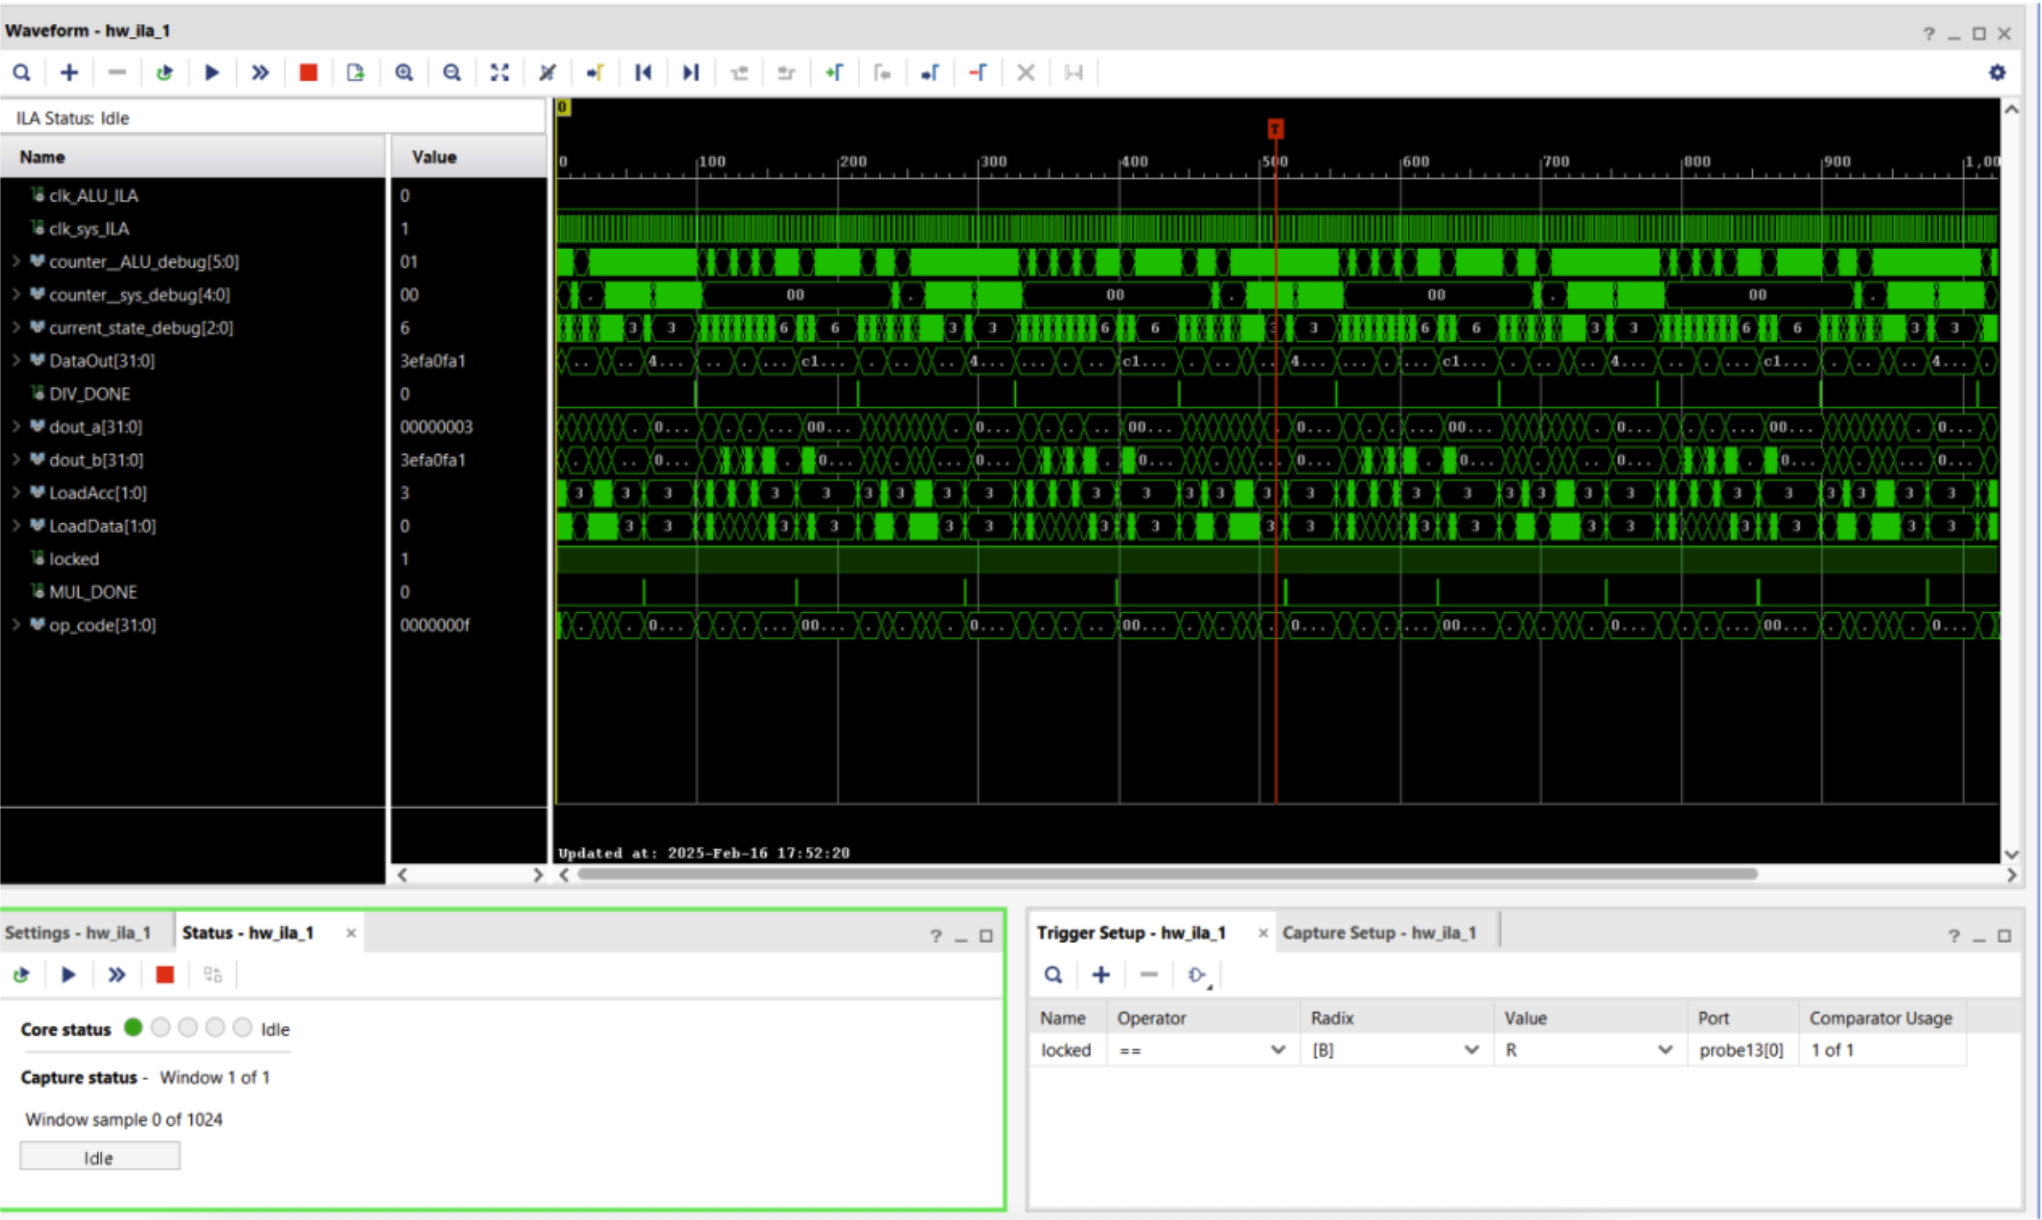 Waveform - hw_ila_1
ILA Status: Idle
Name Value
0 T
0 100 200 300 400 500 600 700 800 900 1,00
clk_ALU_ILA 0
clk_sys_ILA 1
counter__ALU_debug[5:0] 01
counter__sys_debug[4:0] 00 . 00 . 00 . 00 . 00 .
current_state_debug[2:0] 6 3 3 6 6 3 3 6 6 3 3 6 6 3 3 6 6 3 3
DataOut[31:0] 3efa0fa1 4... c1... 4... c1... 4... c1... 4... c1... 4...
DIV_DONE 0
dout_a[31:0] 00000003 0... 00... 0... 00... 0... 00... 0... 00... 0...
dout_b[31:0] 3efa0fa1 0... 0... 0... 0... 0... 0... 0... 0... 0...
LoadAcc[1:0] 3 3 3 3 3 3 3 3 3 3 3 3 3 3 3 3 3 3 3 3 3 3 3 3 3 3 3 3 3
LoadData[1:0] 0 3 3 3 3 3 3 3 3 3 3 3 3 3 3 3 3 3 3
locked 1
MUL_DONE 0
op_code[31:0] 0000000f 0... 00... 0... 00... 0... 00... 0... 00... 0...
Updated at: 2025-Feb-16 17:52:20
Settings - hw_ila_1 Status - hw_ila_1
Core status Idle
Capture status - Window 1 of 1
Window sample 0 of 1024
Idle
Trigger Setup - hw_ila_1 Capture Setup - hw_ila_1
Name Operator Radix Value Port Comparator Usage
locked == [B] R probe13[0] 1 of 1